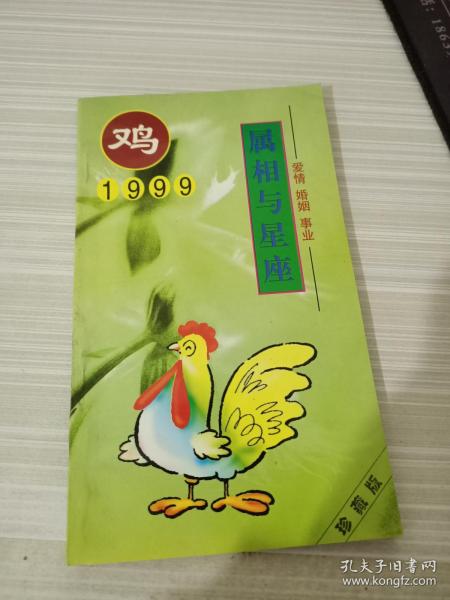 鸡
1999
属相与星座
爱情 婚姻 事业
珍藏版
孔夫子旧书网
www.kongfz.com